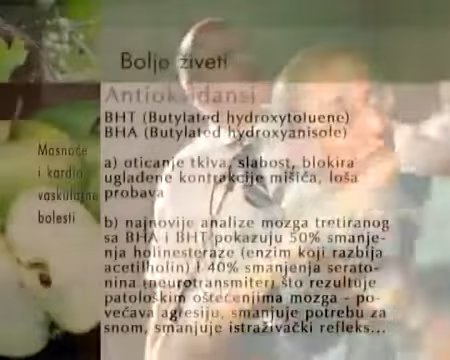 Bolje živeti
Antioksidansi
BHT (Butylated hydroxytoluene)
BHA (Butylated hydroxyanisole)
Masnoće
i kardio
vaskularne
bolesti
a) oticanje tkiva, slabost, blokira
uglađene kontrakcije mišića, loša
probava
b) najnovije analize mozga tretiranog
sa BHA i BHT pokazuju 50% smanje-
nja holinesteraze (enzim koji razbija
acetilholin) i 40% smanjenja serato-
nina (neurotransmiter) što rezultuje
patološkim oštećenjima mozga - po-
većava agresiju, smanjuje potrebu za
snom, smanjuje istraživački refleks...